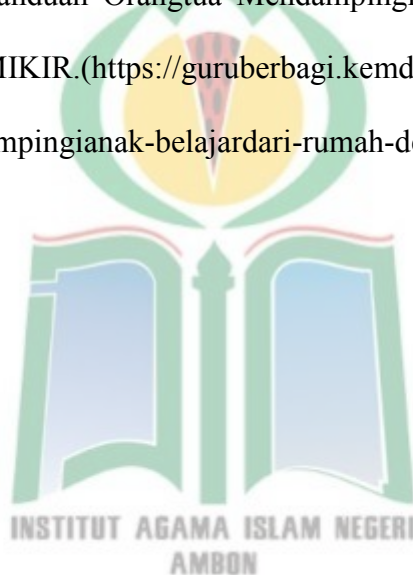 anduan Orangtua Mendampingi
MIKIR.(https://guruberbagi.kemd
mpingianak-belajardari-rumah-de
INSTITUT AGAMA ISLAM NEGERI
AMBON